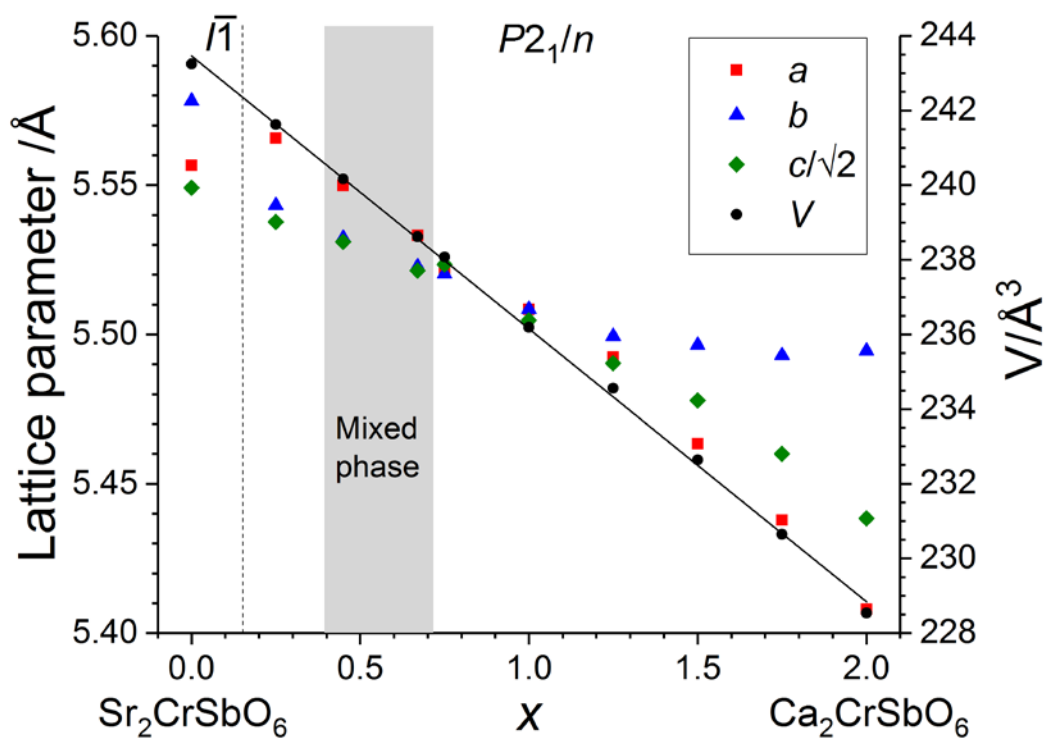 I1̅ P2₁/n
a
b
c/√2
V
Mixed
phase
Lattice parameter /Å
5.60
5.55
5.50
5.45
5.40
V/Å³
244
242
240
238
236
234
232
230
228
0.0 0.5 1.0 1.5 2.0
Sr₂CrSbO₆ x Ca₂CrSbO₆